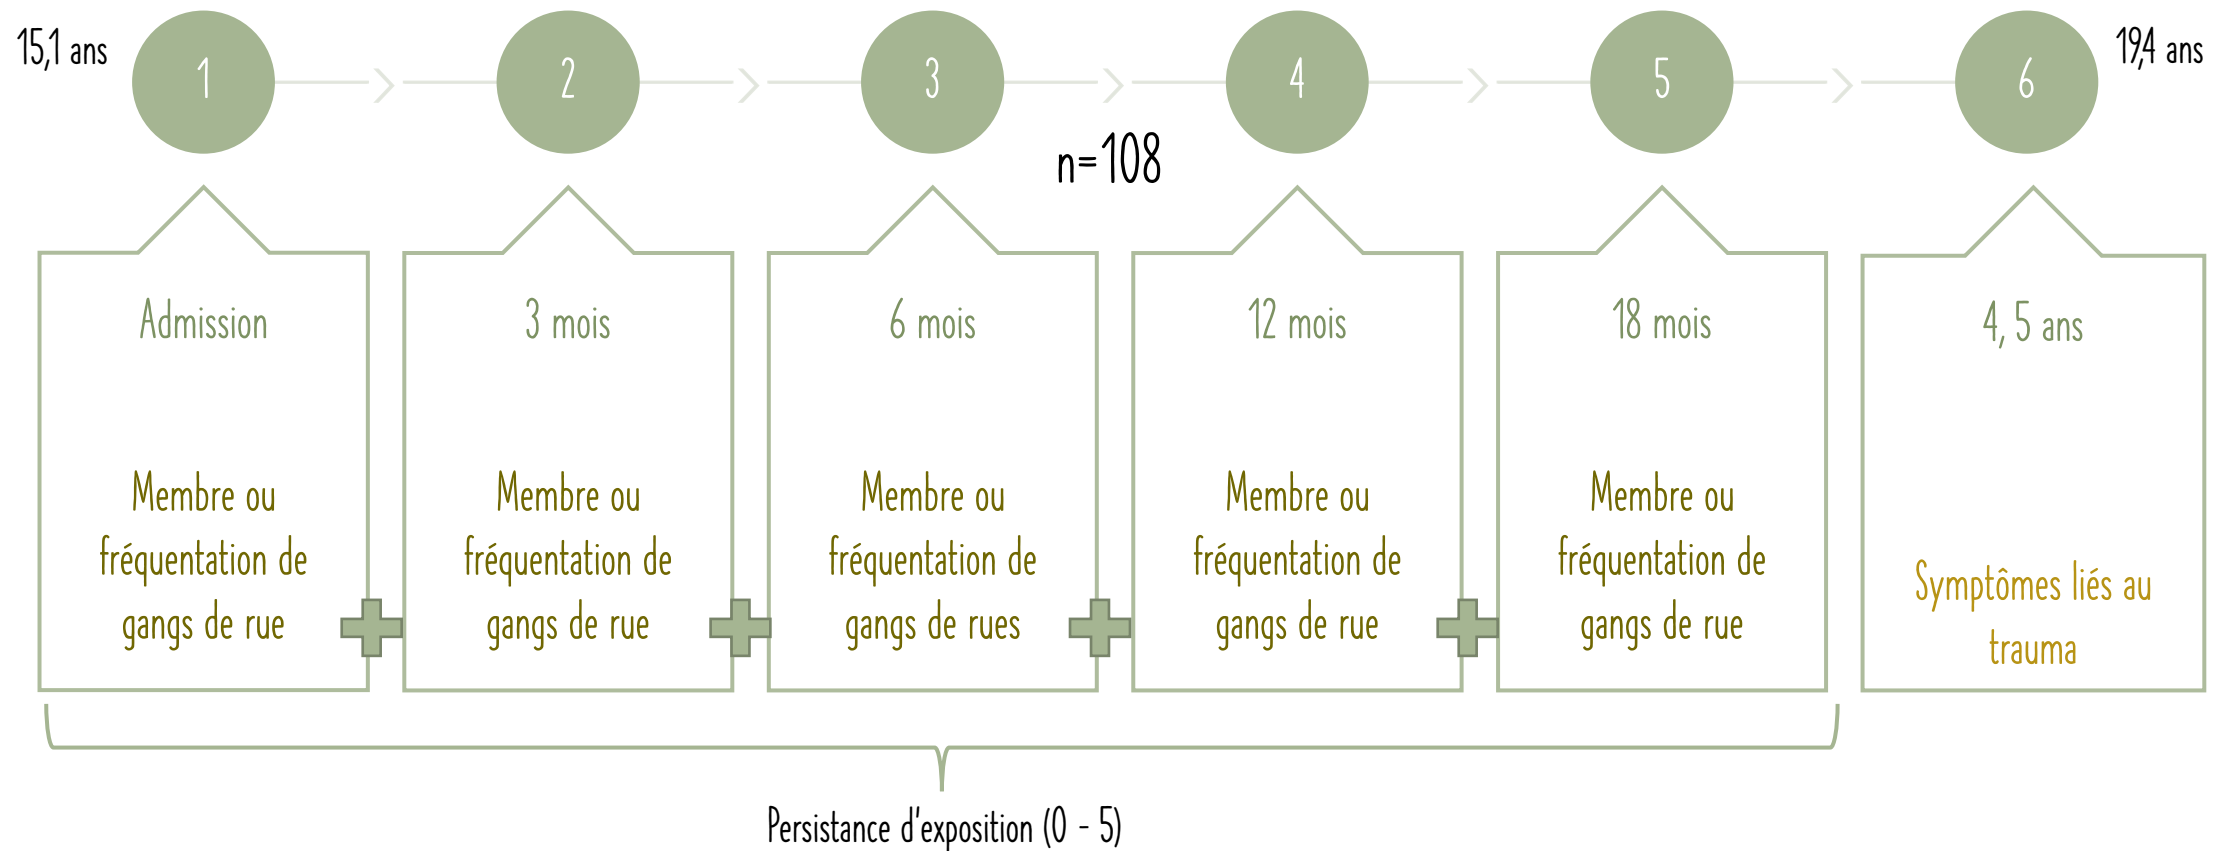 15,1 ans
1
2
3
4
5
6
19,4 ans
n=108
Admission
Membre ou
fréquentation de
gangs de rue
3 mois
Membre ou
fréquentation de
gangs de rue
6 mois
Membre ou
fréquentation de
gangs de rues
12 mois
Membre ou
fréquentation de
gangs de rue
18 mois
Membre ou
fréquentation de
gangs de rue
4, 5 ans
Symptômes liés au
trauma
Persistance d'exposition (0 - 5)